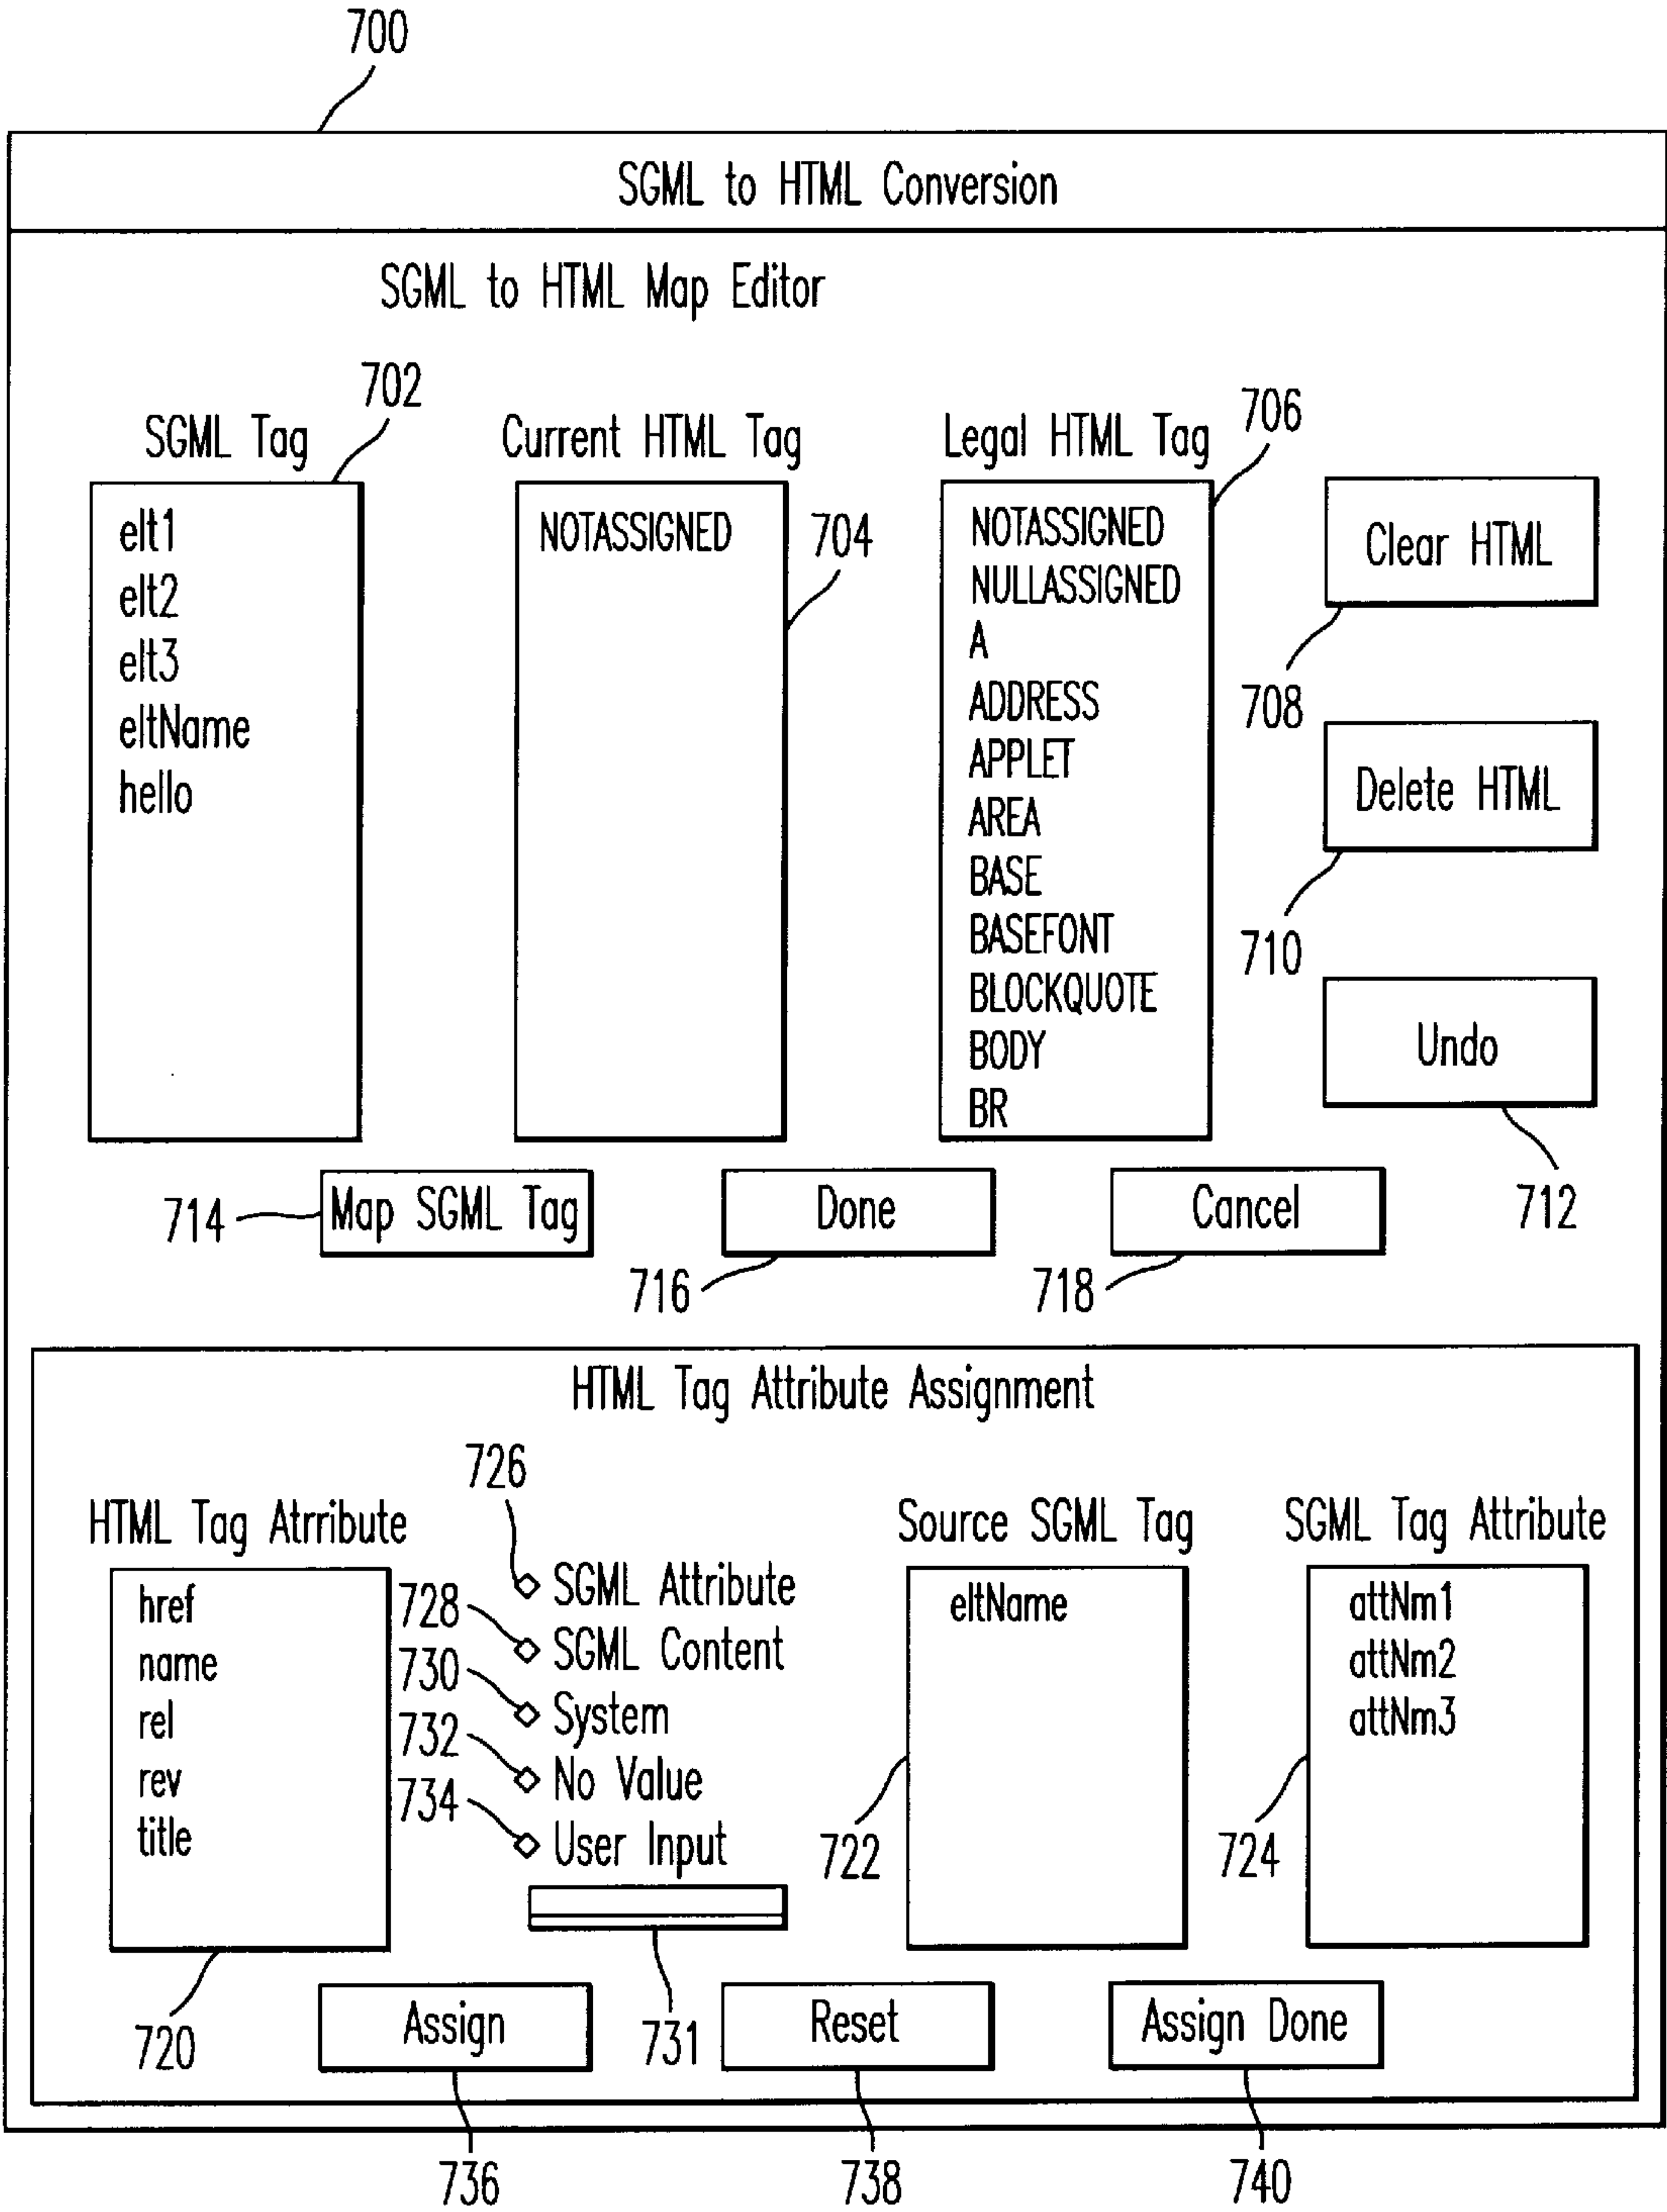 700
SGML to HTML Conversion
SGML to HTML Map Editor
702
706
SGML Tag
Current HTML Tag
Legal HTML Tag
elt1
elt2
elt3
eltName
hello
NOTASSIGNED
704
NOTASSIGNED
NULLASSIGNED
A
ADDRESS
APPLET
AREA
BASE
BASEFONT
BLOCKQUOTE
BODY
BR
Clear HTML
708
Delete HTML
710
Undo
712
714
Map SGML Tag
Done
Cancel
716
718
HTML Tag Attribute Assignment
726
HTML Tag Atrribute
Source SGML Tag
SGML Tag Attribute
href
name
rel
rev
title
728
730
732
734
SGML Attribute
SGML Content
System
No Value
User Input
eltName
722
attNm1
attNm2
attNm3
724
720
Assign
731
Reset
Assign Done
736
738
740